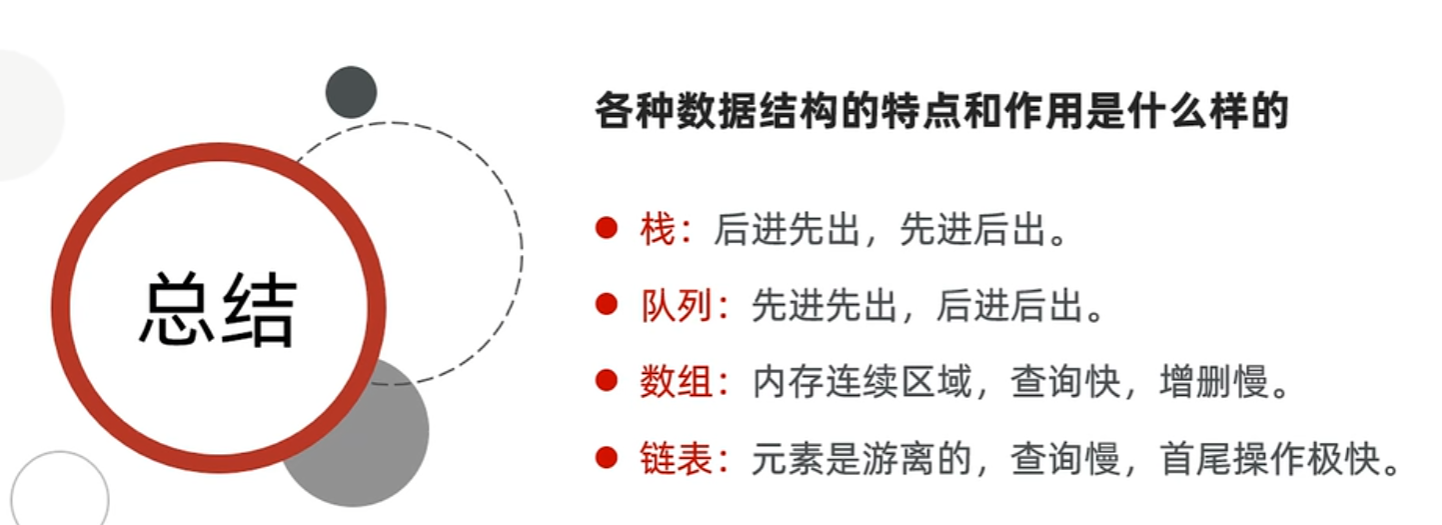 总结
各种数据结构的特点和作用是什么样的
栈：后进先出，先进后出。
队列：先进先出，后进后出。
数组：内存连续区域，查询快，增删慢。
链表：元素是游离的，查询慢，首尾操作极快。